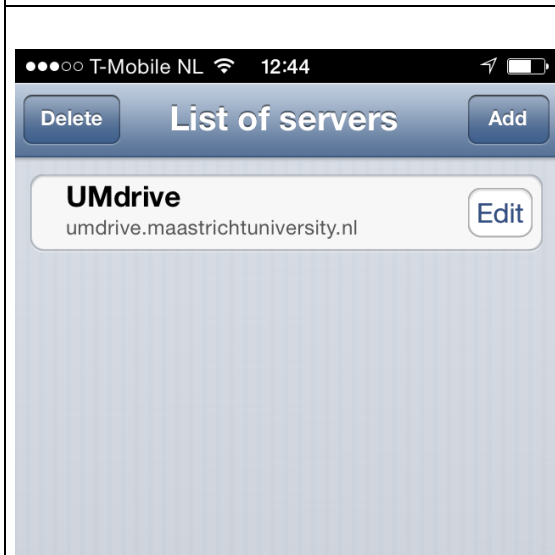 T-Mobile NL 12:44
Delete List of servers Add
UMdrive
umdrive.maastrichtuniversity.nl
Edit